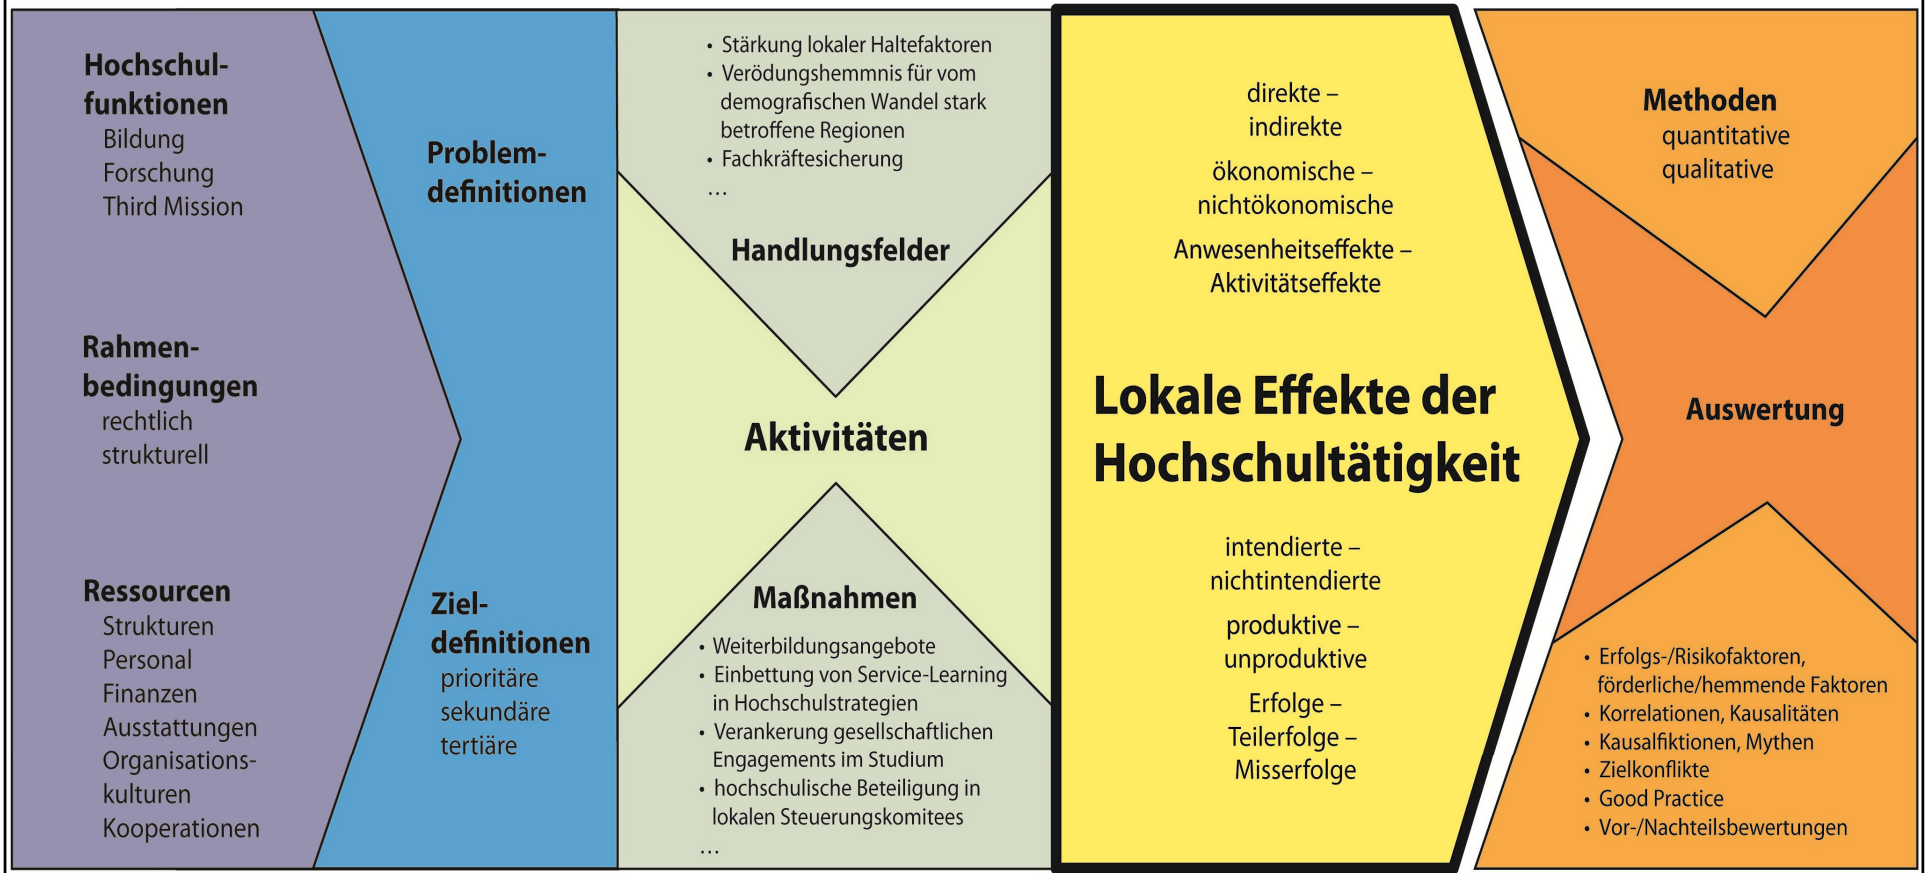 Hochschul-
funktionen
Bildung
Forschung
Third Mission
Rahmen-
bedingungen
rechtlich
strukturell
Ressourcen
Strukturen
Personal
Finanzen
Ausstattungen
Organisations-
kulturen
Kooperationen
Problem-
definitionen
Ziel-
definitionen
prioritäre
sekundäre
tertiäre
• Stärkung lokaler Haltefaktoren
• Verödungshemmnis für vom
demografischen Wandel stark
betroffene Regionen
• Fachkräftesicherung
…
Handlungsfelder
Aktivitäten
Maßnahmen
• Weiterbildungsangebote
• Einbettung von Service-Learning
in Hochschulstrategien
• Verankerung gesellschaftlichen
Engagements im Studium
• hochschulische Beteiligung in
lokalen Steuerungskomitees
…
direkte –
indirekte
ökonomische –
nichtökonomische
Anwesenheitseffekte –
Aktivitätseffekte
Lokale Effekte der
Hochschultätigkeit
intendierte –
nichtintendierte
produktive –
unproduktive
Erfolge –
Teilerfolge –
Misserfolge
Methoden
quantitative
qualitative
Auswertung
• Erfolgs-/Risikofaktoren,
förderliche/hemmende Faktoren
• Korrelationen, Kausalitäten
• Kausalfiktionen, Mythen
• Zielkonflikte
• Good Practice
• Vor-/Nachteilsbewertungen